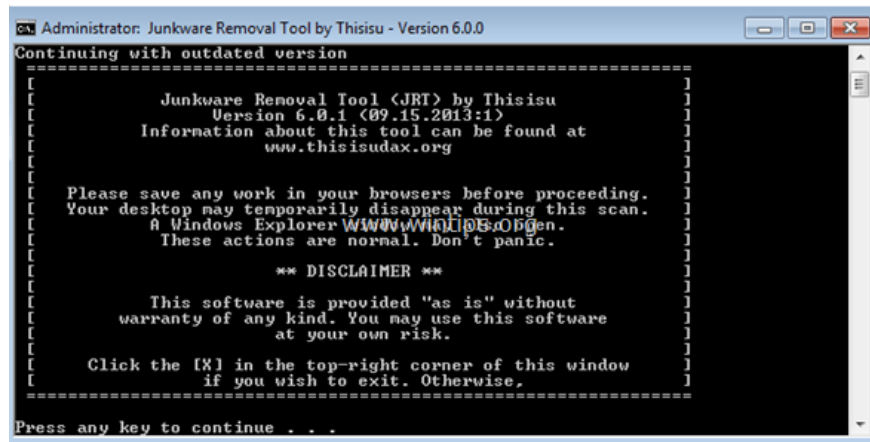 Administrator: Junkware Removal Tool by Thisisu - Version 6.0.0
Continuing with outdated version
Junkware Removal Tool (JRT) by Thisisu
Version 6.0.1 (09.15.2013:1)
Information about this tool can be found at
www.thisisudax.org
Please save any work in your browsers before proceeding.
Your desktop may temporarily disappear during this scan.
A Windows Explorer open.
www.wintips.org
These actions are normal. Don't panic.
** DISCLAIMER **
This software is provided "as is" without
warranty of any kind. You may use this software
at your own risk.
Click the [X] in the top-right corner of this window
if you wish to exit. Otherwise,
Press any key to continue . . .